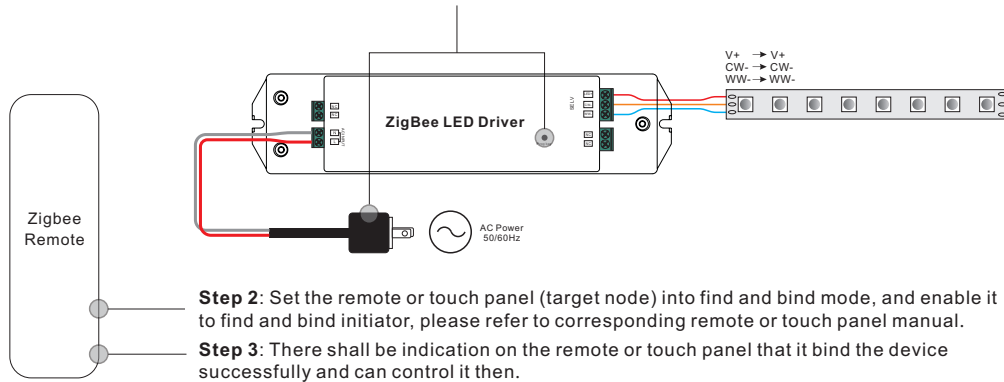 V+ → V+
CW- → CW-
WW- → WW-
SELV
ZigBee LED Driver
Zigbee
Remote
AC Power
50/60Hz
Step 2: Set the remote or touch panel (target node) into find and bind mode, and enable it
to find and bind initiator, please refer to corresponding remote or touch panel manual.
Step 3: There shall be indication on the remote or touch panel that it bind the device
successfully and can control it then.